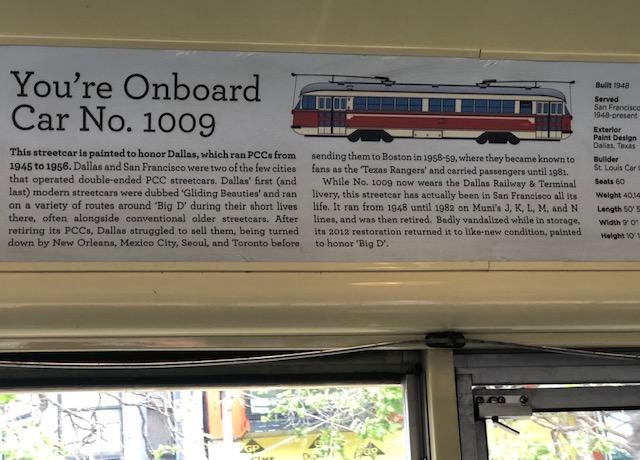 You're Onboard
Car No. 1009
This streetcar is painted to honor Dallas, which ran PCCs from
1945 to 1956. Dallas and San Francisco were two of the few cities
that operated double-ended PCC streetcars. Dallas' first (and
last) modern streetcars were dubbed 'Gliding Beauties' and ran
on a variety of routes around 'Big D' during their short lives
there, often alongside conventional older streetcars. After
retiring its PCCs, Dallas struggled to sell them, being turned
down by New Orleans, Mexico City, Seoul, and Toronto before
sending them to Boston in 1958-59, where they became known to
fans as the 'Texas Rangers' and carried passengers until 1981.
While No. 1009 now wears the Dallas Railway & Terminal
livery, this streetcar has actually been in San Francisco all its
life. It ran from 1948 until 1982 on Muni's J, K, L, M, and N
lines, and was then retired. Badly vandalized while in storage,
its 2012 restoration returned it to like-new condition, painted
to honor 'Big D'.
Built 1948
Served
San Francisco
1948-present
Exterior
Paint Design
Dallas, Texas
Builder
St. Louis Car
Seats 60
Weight
Length 50'
Width 9' 0"
Height 10'
GP
GP